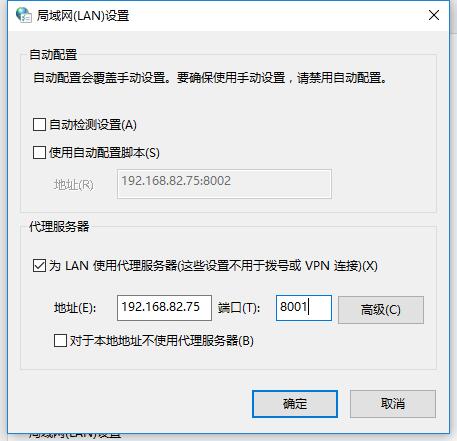 局域网(LAN)设置
自动配置
自动配置会覆盖手动设置。要确保使用手动设置，请禁用自动配置。
自动检测设置(A)
使用自动配置脚本(S)
地址(R) 192.168.82.75:8002
代理服务器
为 LAN 使用代理服务器(这些设置不用于拨号或 VPN 连接)(X)
地址(E): 192.168.82.75 端口(T): 8001 高级(C)
对于本地地址不使用代理服务器(B)
确定 取消
局域网(LAN)设置